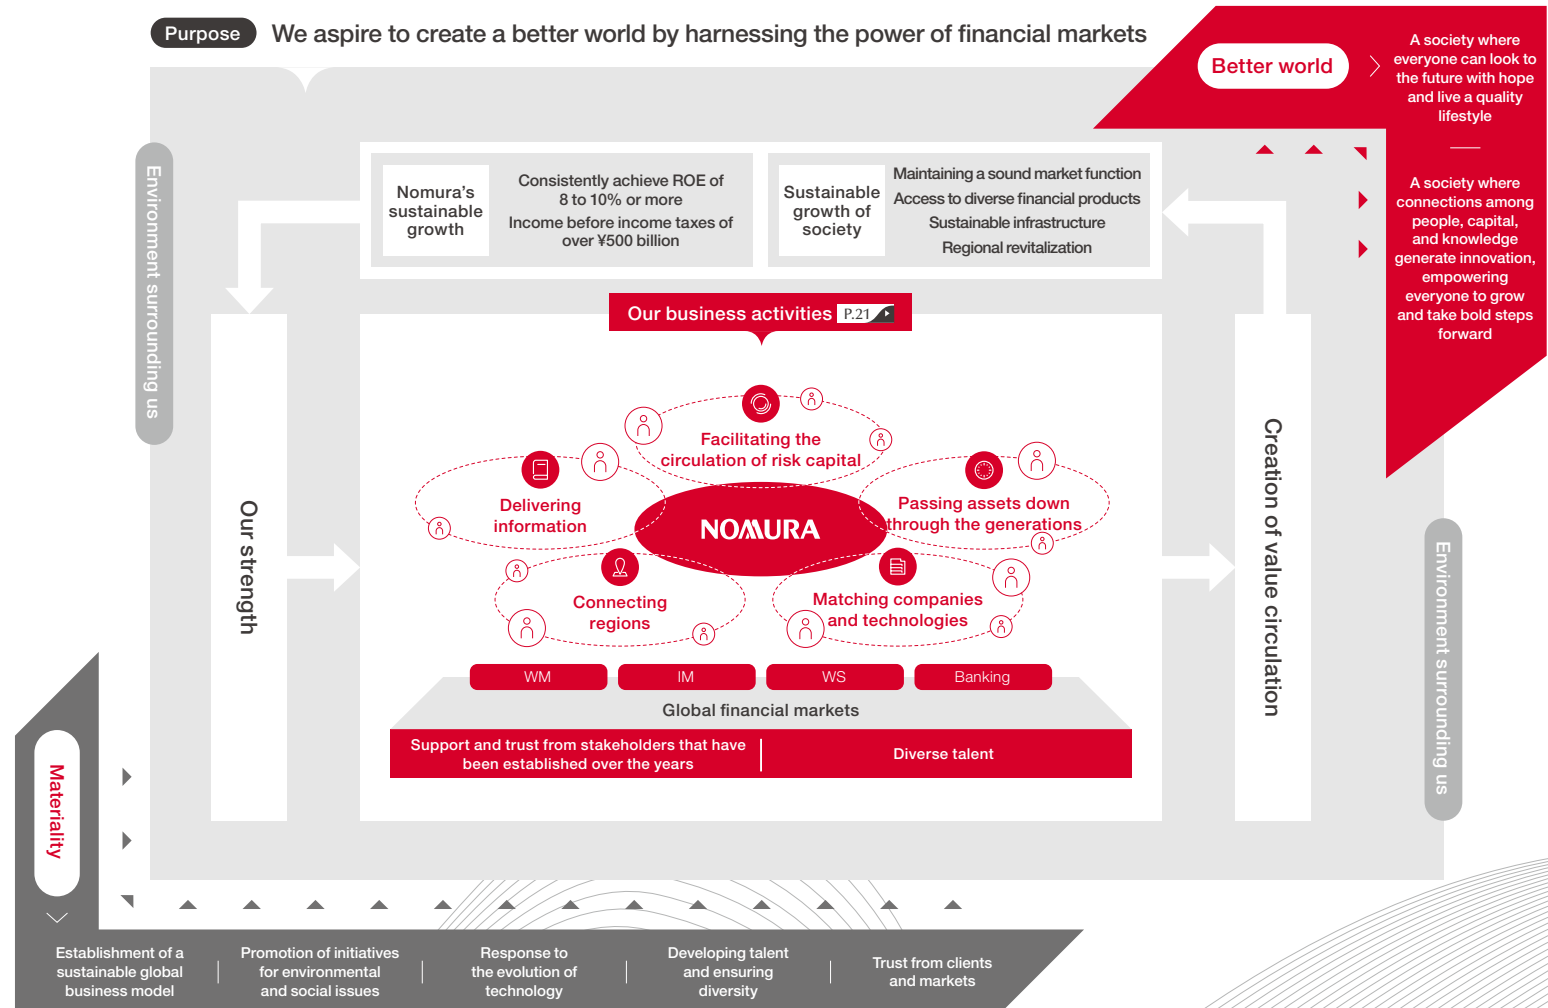 Purpose
We aspire to create a better world by harnessing the power of financial markets
Better world
A society where
everyone can look to
the future with hope
and live a quality
lifestyle
A society where
connections among
people, capital,
and knowledge
generate innovation,
empowering
everyone to grow
and take bold steps
forward
Environment surrounding us
Nomura's
sustainable
growth
Consistently achieve ROE of
8 to 10% or more
Income before income taxes of
over ¥500 billion
Sustainable
growth of
society
Maintaining a sound market function
Access to diverse financial products
Sustainable infrastructure
Regional revitalization
Our business activities P.21
Our strength
Facilitating the
circulation of risk capital
Delivering
information
Passing assets down
through the generations
NOMURA
Connecting
regions
Matching companies
and technologies
WM
IM
WS
Banking
Global financial markets
Support and trust from stakeholders that have
been established over the years
Diverse talent
Creation of value circulation
Environment surrounding us
Materiality
Establishment of a
sustainable global
business model
Promotion of initiatives
for environmental
and social issues
Response to
the evolution of
technology
Developing talent
and ensuring
diversity
Trust from clients
and markets